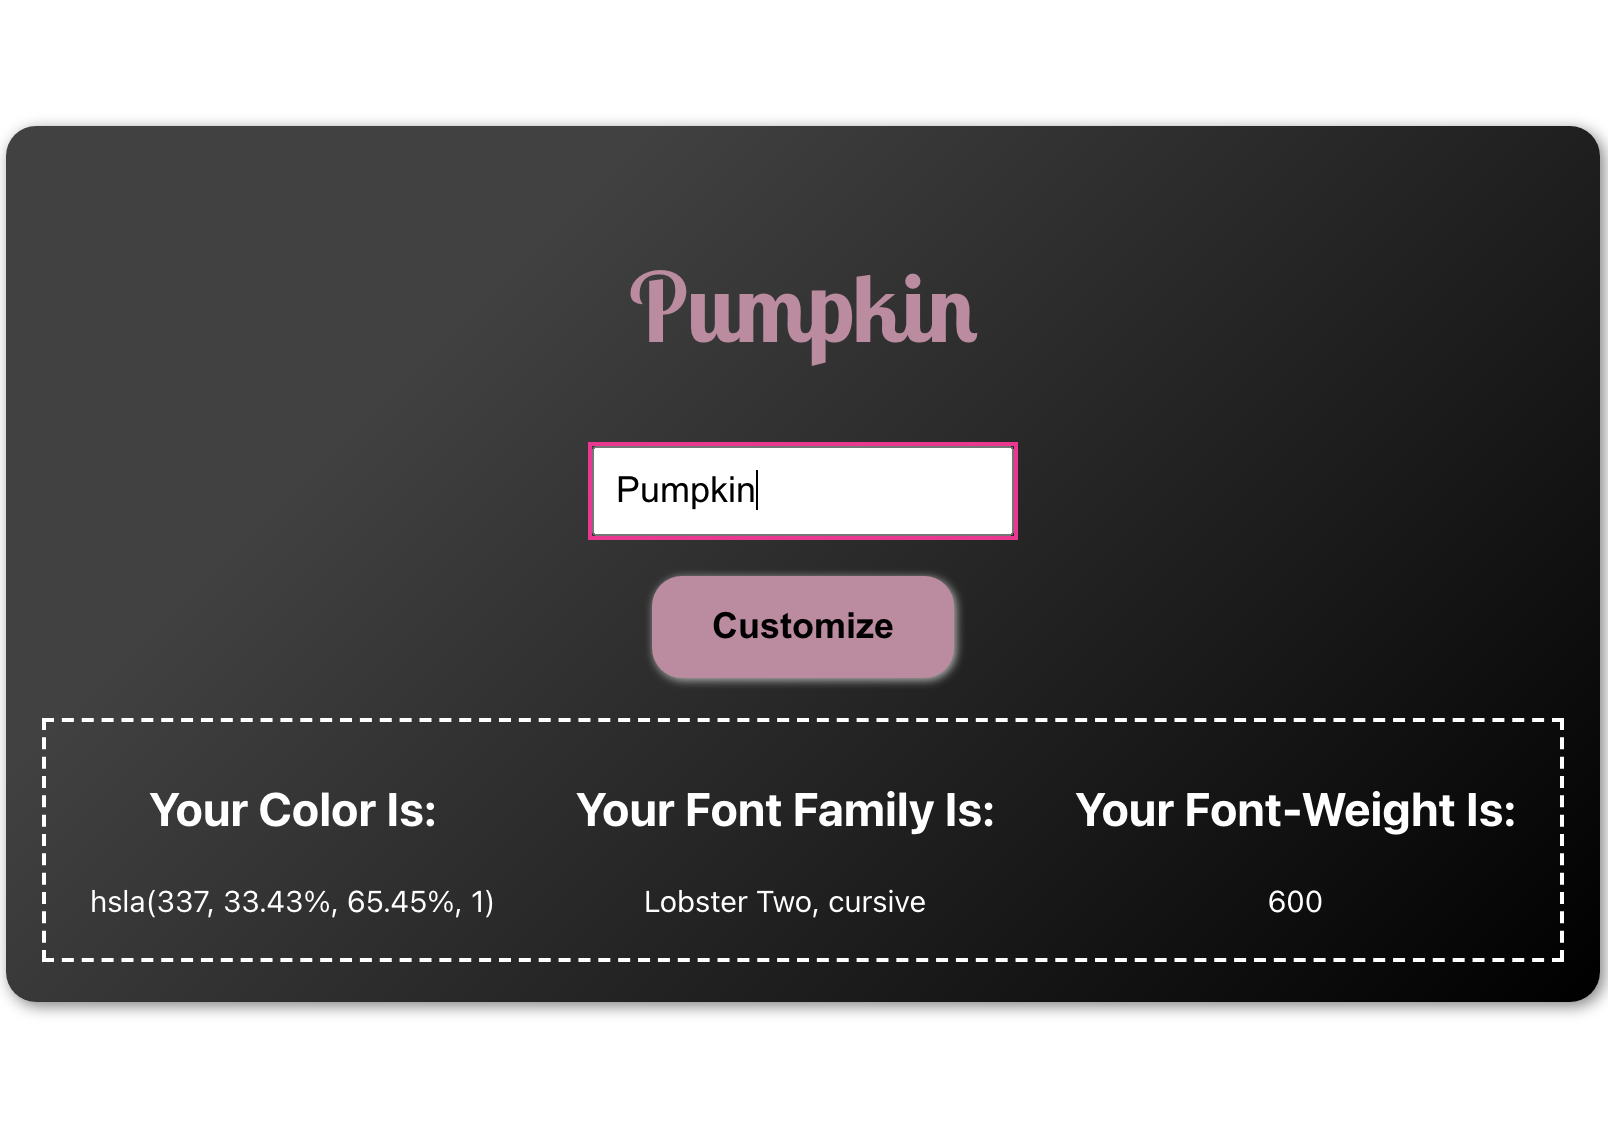 Pumpkin
Pumpkin
Customize
Your Color Is:
hsla(337, 33.43%, 65.45%, 1)
Your Font Family Is:
Lobster Two, cursive
Your Font-Weight Is:
600